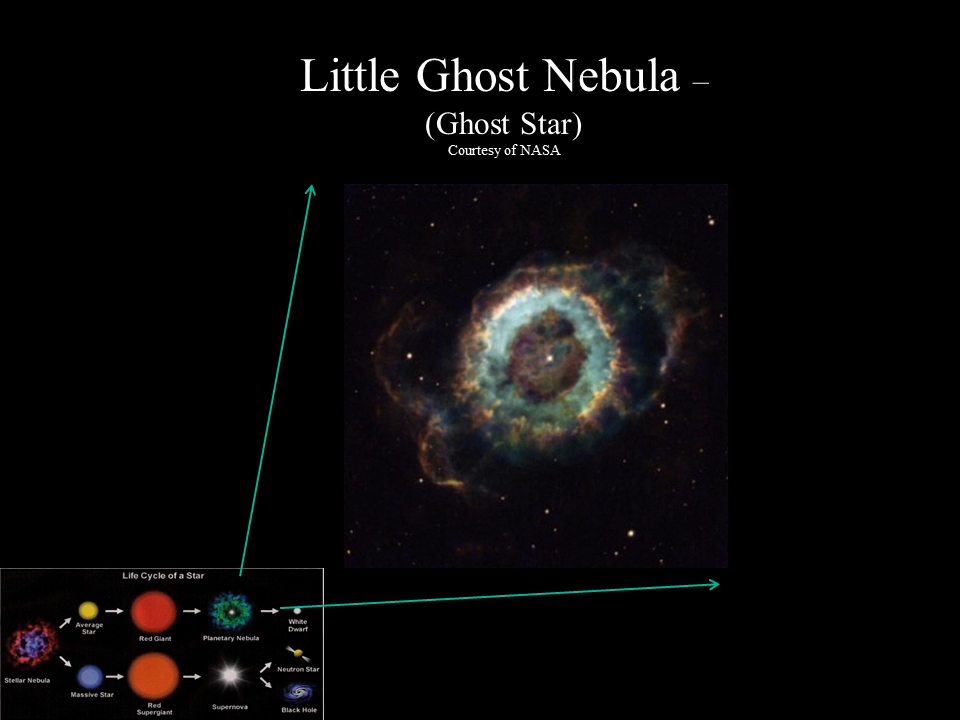 Little Ghost Nebula –
(Ghost Star)
Courtesy of NASA
Life Cycle of a Star
Average
Star
Red Giant
Planetary Nebula
White
Dwarf
Stellar Nebula
Massive Star
Red
Supergiant
Supernova
Neutron Star
Black Hole